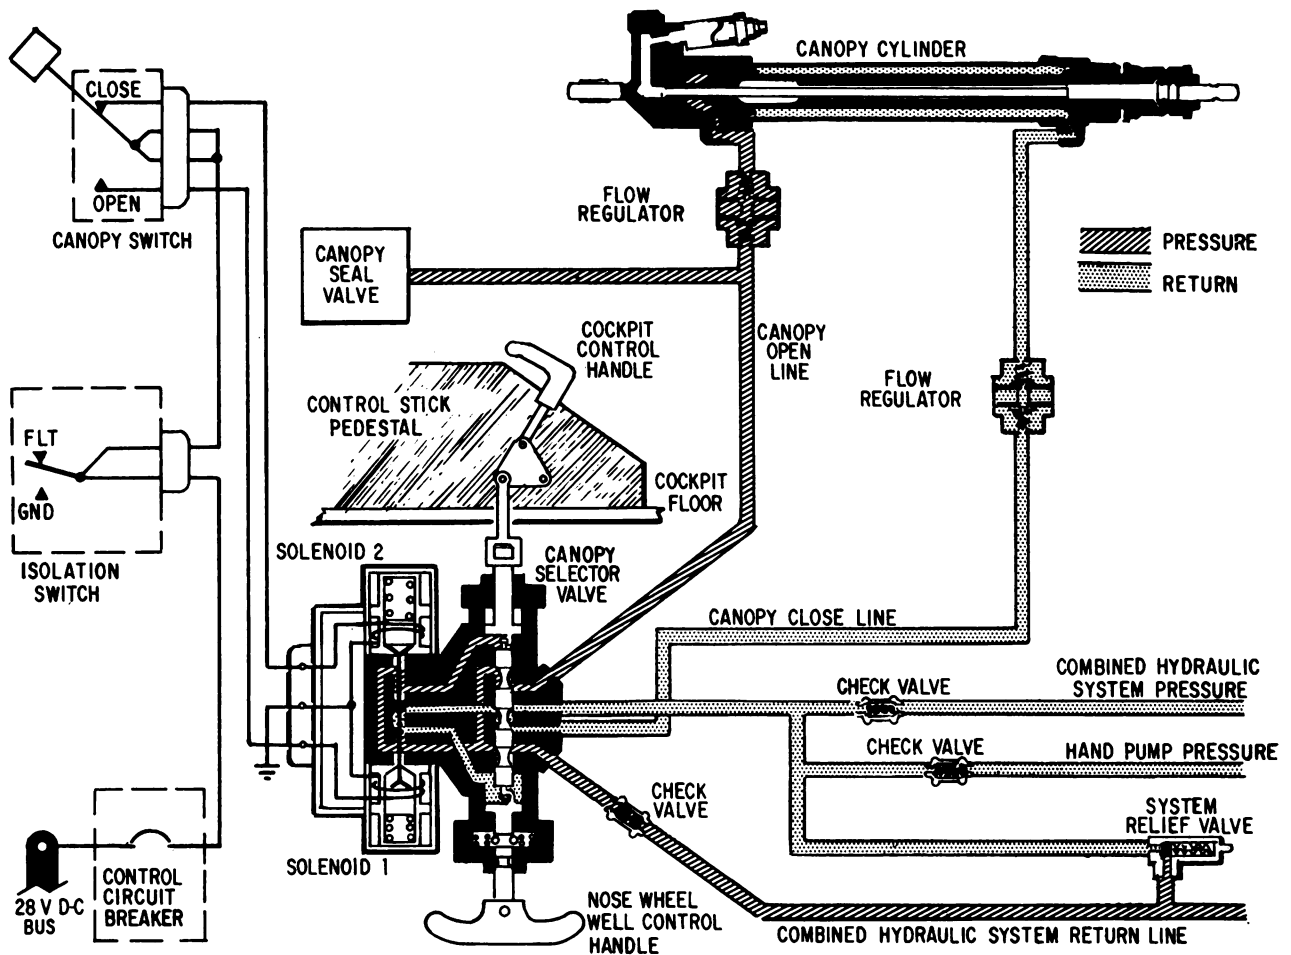 CANOPY CYLINDER
CLOSE
OPEN
CANOPY SWITCH
FLOW
REGULATOR
CANOPY
SEAL
VALVE
PRESSURE
RETURN
COCKPIT
CONTROL
HANDLE
CANOPY
OPEN
LINE
CONTROL STICK
PEDESTAL
FLOW
REGULATOR
FLT
GND
ISOLATION
SWITCH
COCKPIT
FLOOR
SOLENOID 2
CANOPY
SELECTOR
VALVE
CANOPY CLOSE LINE
COMBINED HYDRAULIC
SYSTEM PRESSURE
CHECK VALVE
CHECK VALVE
HAND PUMP PRESSURE
CHECK
VALVE
SYSTEM
RELIEF VALVE
SOLENOID 1
CONTROL
CIRCUIT
BREAKER
28 V D-C
BUS
NOSE WHEEL
WELL CONTROL
HANDLE
COMBINED HYDRAULIC SYSTEM RETURN LINE